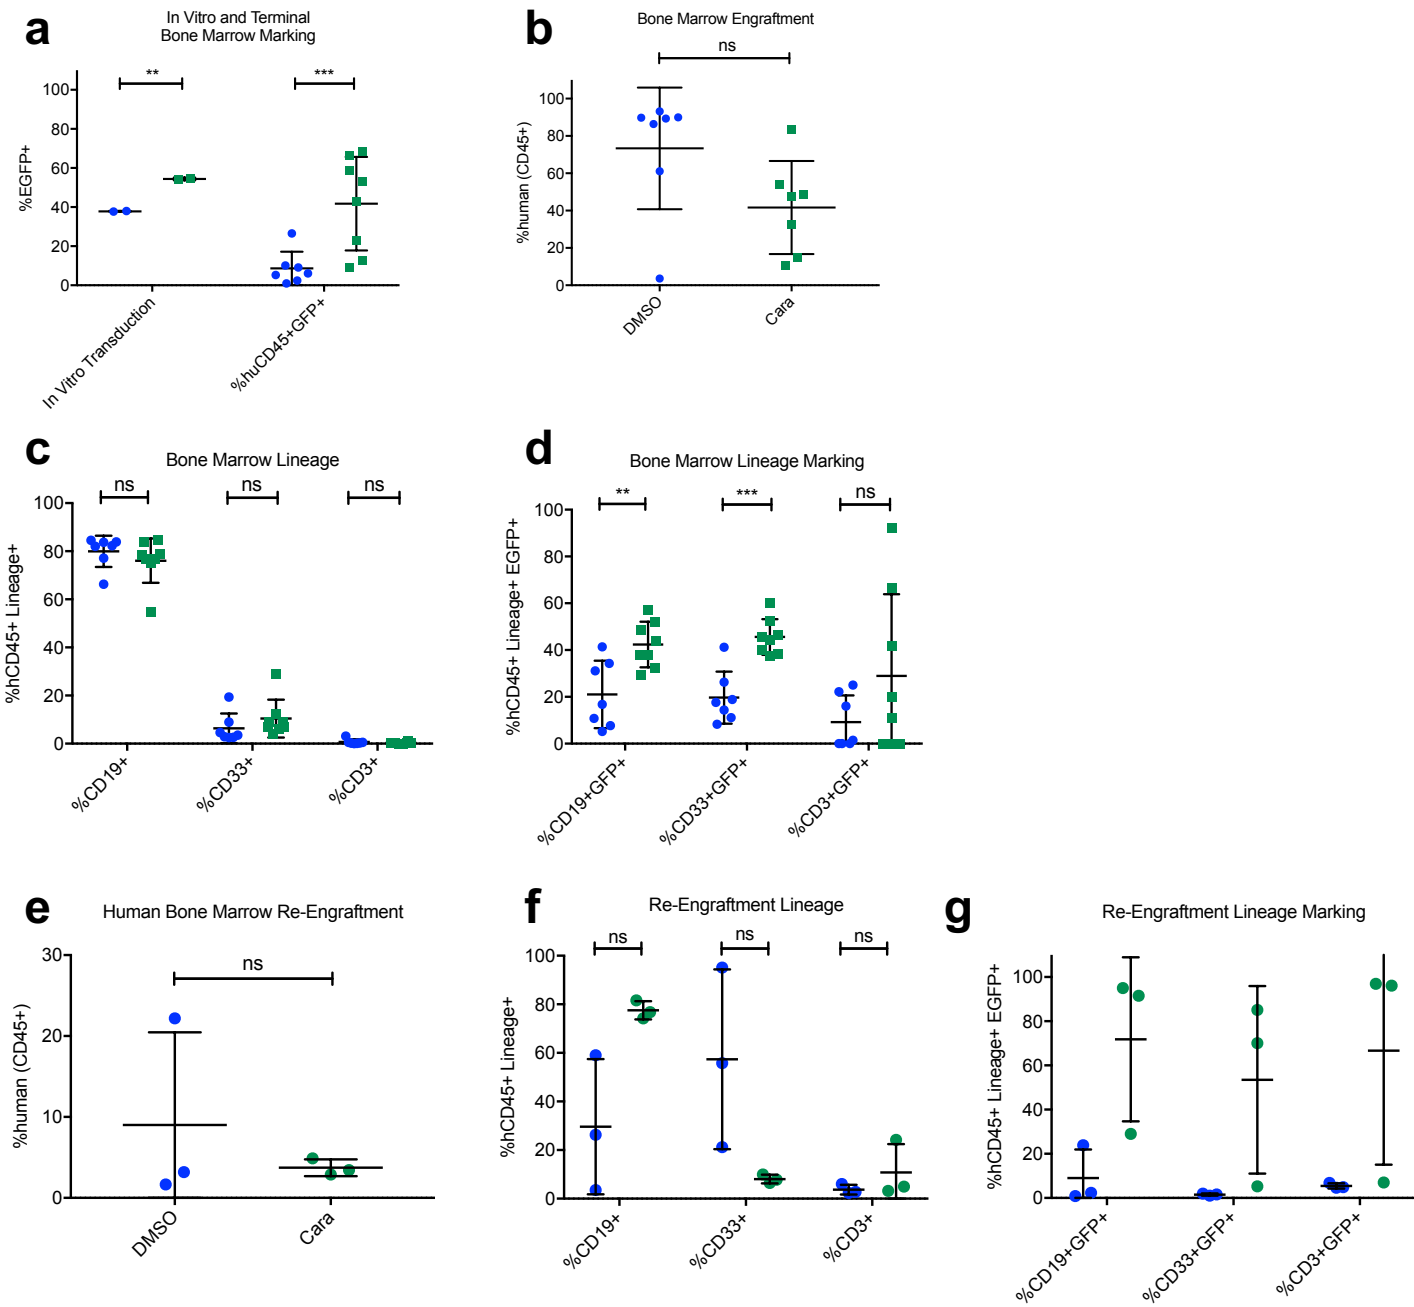 a
In Vitro and Terminal
Bone Marrow Marking
%EGFP+
100
80
60
40
20
0
**
***
In Vitro Transduction
%huCD45+GFP+
b
Bone Marrow Engraftment
ns
%human (CD45+)
100
80
60
40
20
0
DMSO
Cara
c
Bone Marrow Lineage
ns
ns
ns
%hCD45+ Lineage+
100
80
60
40
20
0
%CD19+
%CD33+
%CD3+
d
Bone Marrow Lineage Marking
**
***
ns
%hCD45+ Lineage+ EGFP+
100
80
60
40
20
0
%CD19+GFP+
%CD33+GFP+
%CD3+GFP+
e
Human Bone Marrow Re-Engraftment
ns
%human (CD45+)
30
20
10
0
DMSO
Cara
f
Re-Engraftment Lineage
ns
ns
ns
%hCD45+ Lineage+
100
80
60
40
20
0
%CD19+
%CD33+
%CD3+
g
Re-Engraftment Lineage Marking
%hCD45+ Lineage+ EGFP+
100
80
60
40
20
0
%CD19+GFP+
%CD33+GFP+
%CD3+GFP+